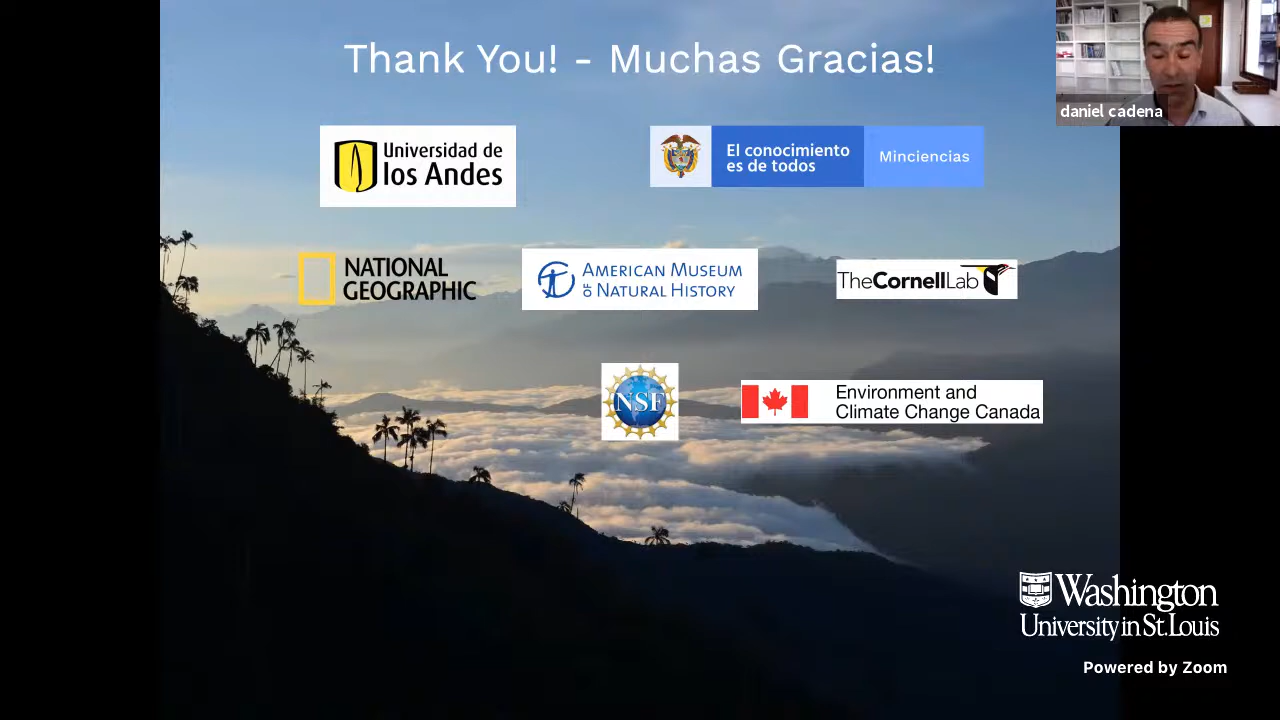 Thank You! - Muchas Gracias!
daniel cadena
Universidad de
los Andes
El conocimiento
es de todos
Minciencias
NATIONAL
GEOGRAPHIC
AMERICAN MUSEUM
OF NATURAL HISTORY
TheCornellLab
NSF
Environment and
Climate Change Canada
Washington
University in St. Louis
Powered by Zoom